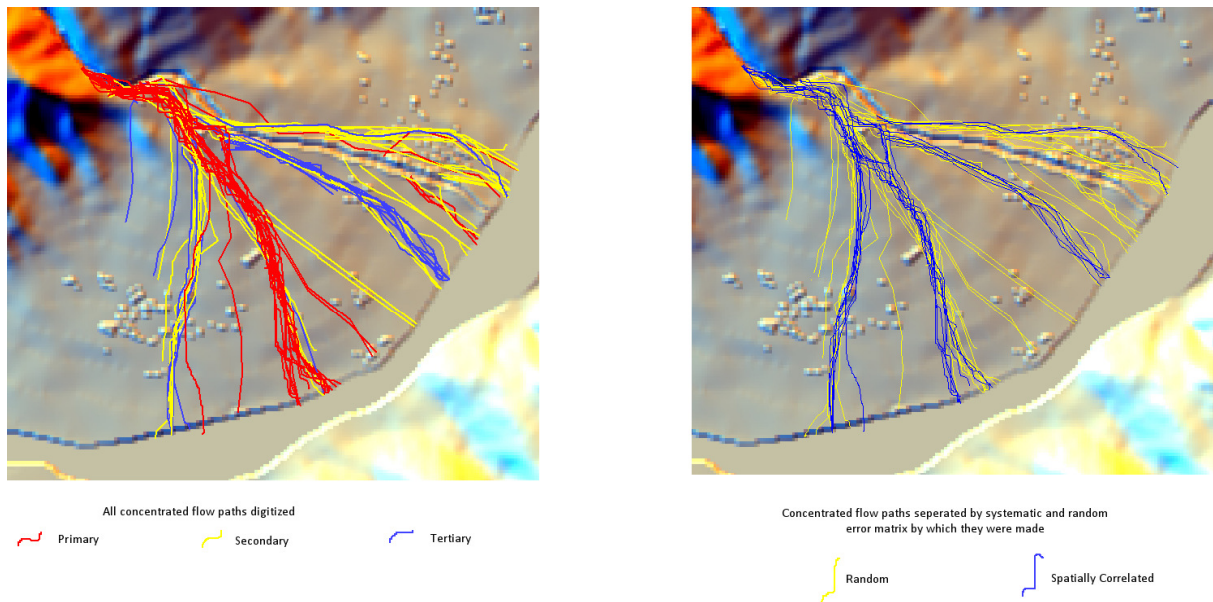 All concentrated flow paths digitized
Primary
Secondary
Tertiary
Concentrated flow paths seperated by systematic and random
error matrix by which they were made
Random
Spatially Correlated